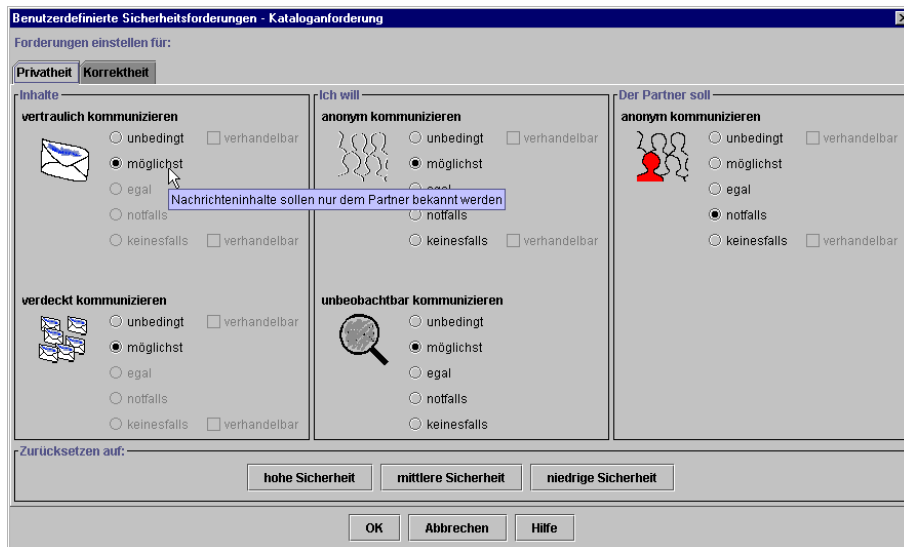 Benutzerdefinierte Sicherheitsforderungen - Kataloganforderung
Forderungen einstellen für:
Privatheit Korrektheit
Inhalte
vertraulich kommunizieren
unbedingt verhandelbar
möglichst
egal
Nachrichteninhalte sollen nur dem Partner bekannt werden
notfalls
keinesfalls verhandelbar
verdeckt kommunizieren
unbedingt verhandelbar
möglichst
egal
notfalls
keinesfalls verhandelbar
Ich will
anonym kommunizieren
unbedingt verhandelbar
möglichst
egal
notfalls
keinesfalls verhandelbar
unbeobachtbar kommunizieren
unbedingt
möglichst
egal
notfalls
keinesfalls
Der Partner soll
anonym kommunizieren
unbedingt verhandelbar
möglichst
egal
notfalls
keinesfalls verhandelbar
Zurücksetzen auf:
hohe Sicherheit mittlere Sicherheit niedrige Sicherheit
OK Abbrechen Hilfe